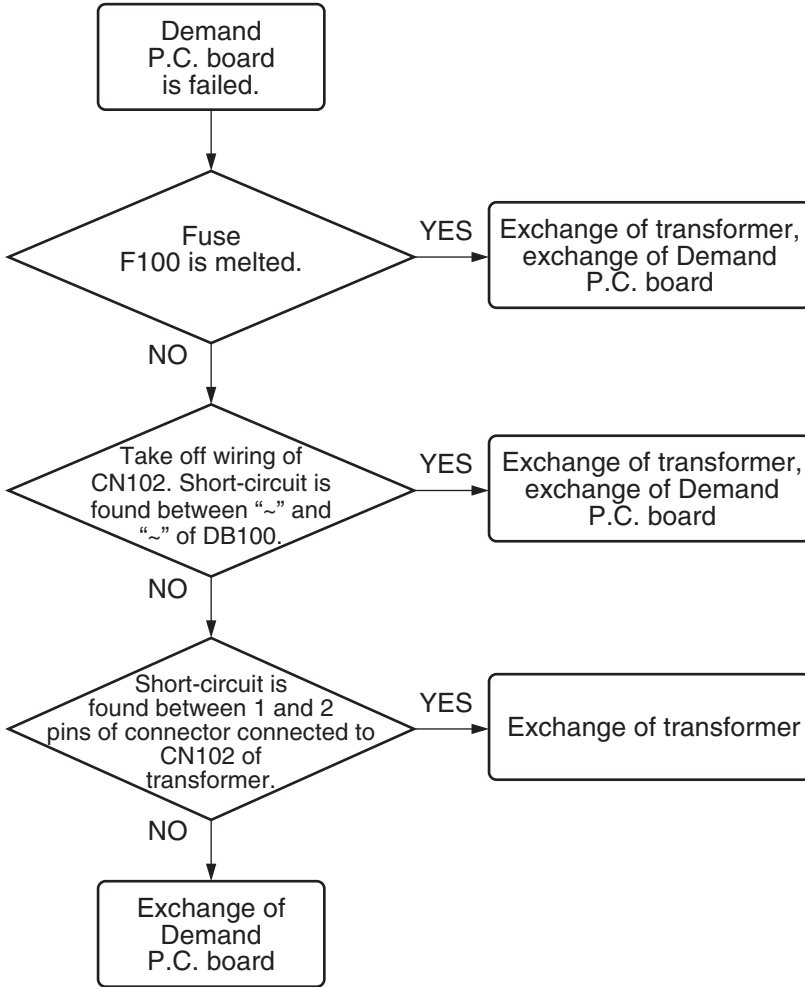 Demand
P.C. board
is failed.
Fuse
F100 is melted.
YES
Exchange of transformer,
exchange of Demand
P.C. board
NO
Take off wiring of
CN102. Short-circuit is
found between “~” and
“~” of DB100.
YES
Exchange of transformer,
exchange of Demand
P.C. board
NO
Short-circuit is
found between 1 and 2
pins of connector connected to
CN102 of
transformer.
YES
Exchange of transformer
NO
Exchange of
Demand
P.C. board